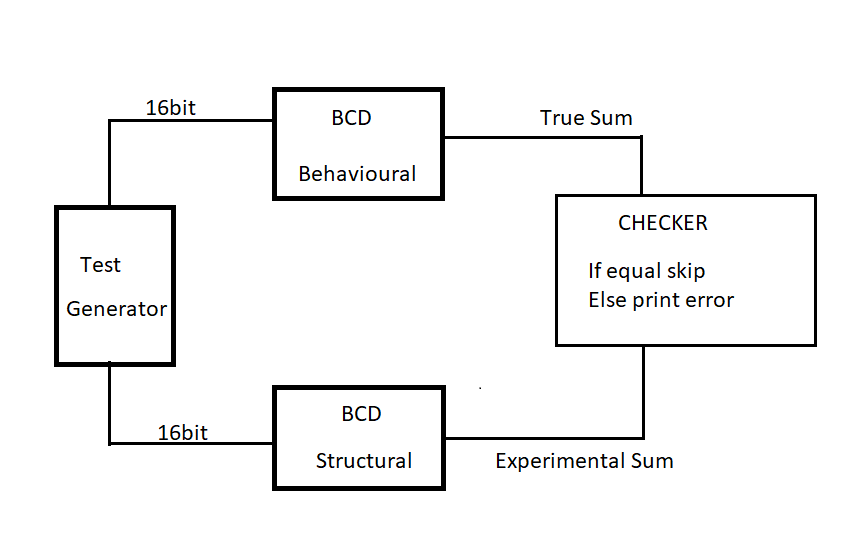 16bit
BCD
Behavioural
True Sum
Test
Generator
CHECKER
If equal skip
Else print error
16bit
BCD
Structural
Experimental Sum